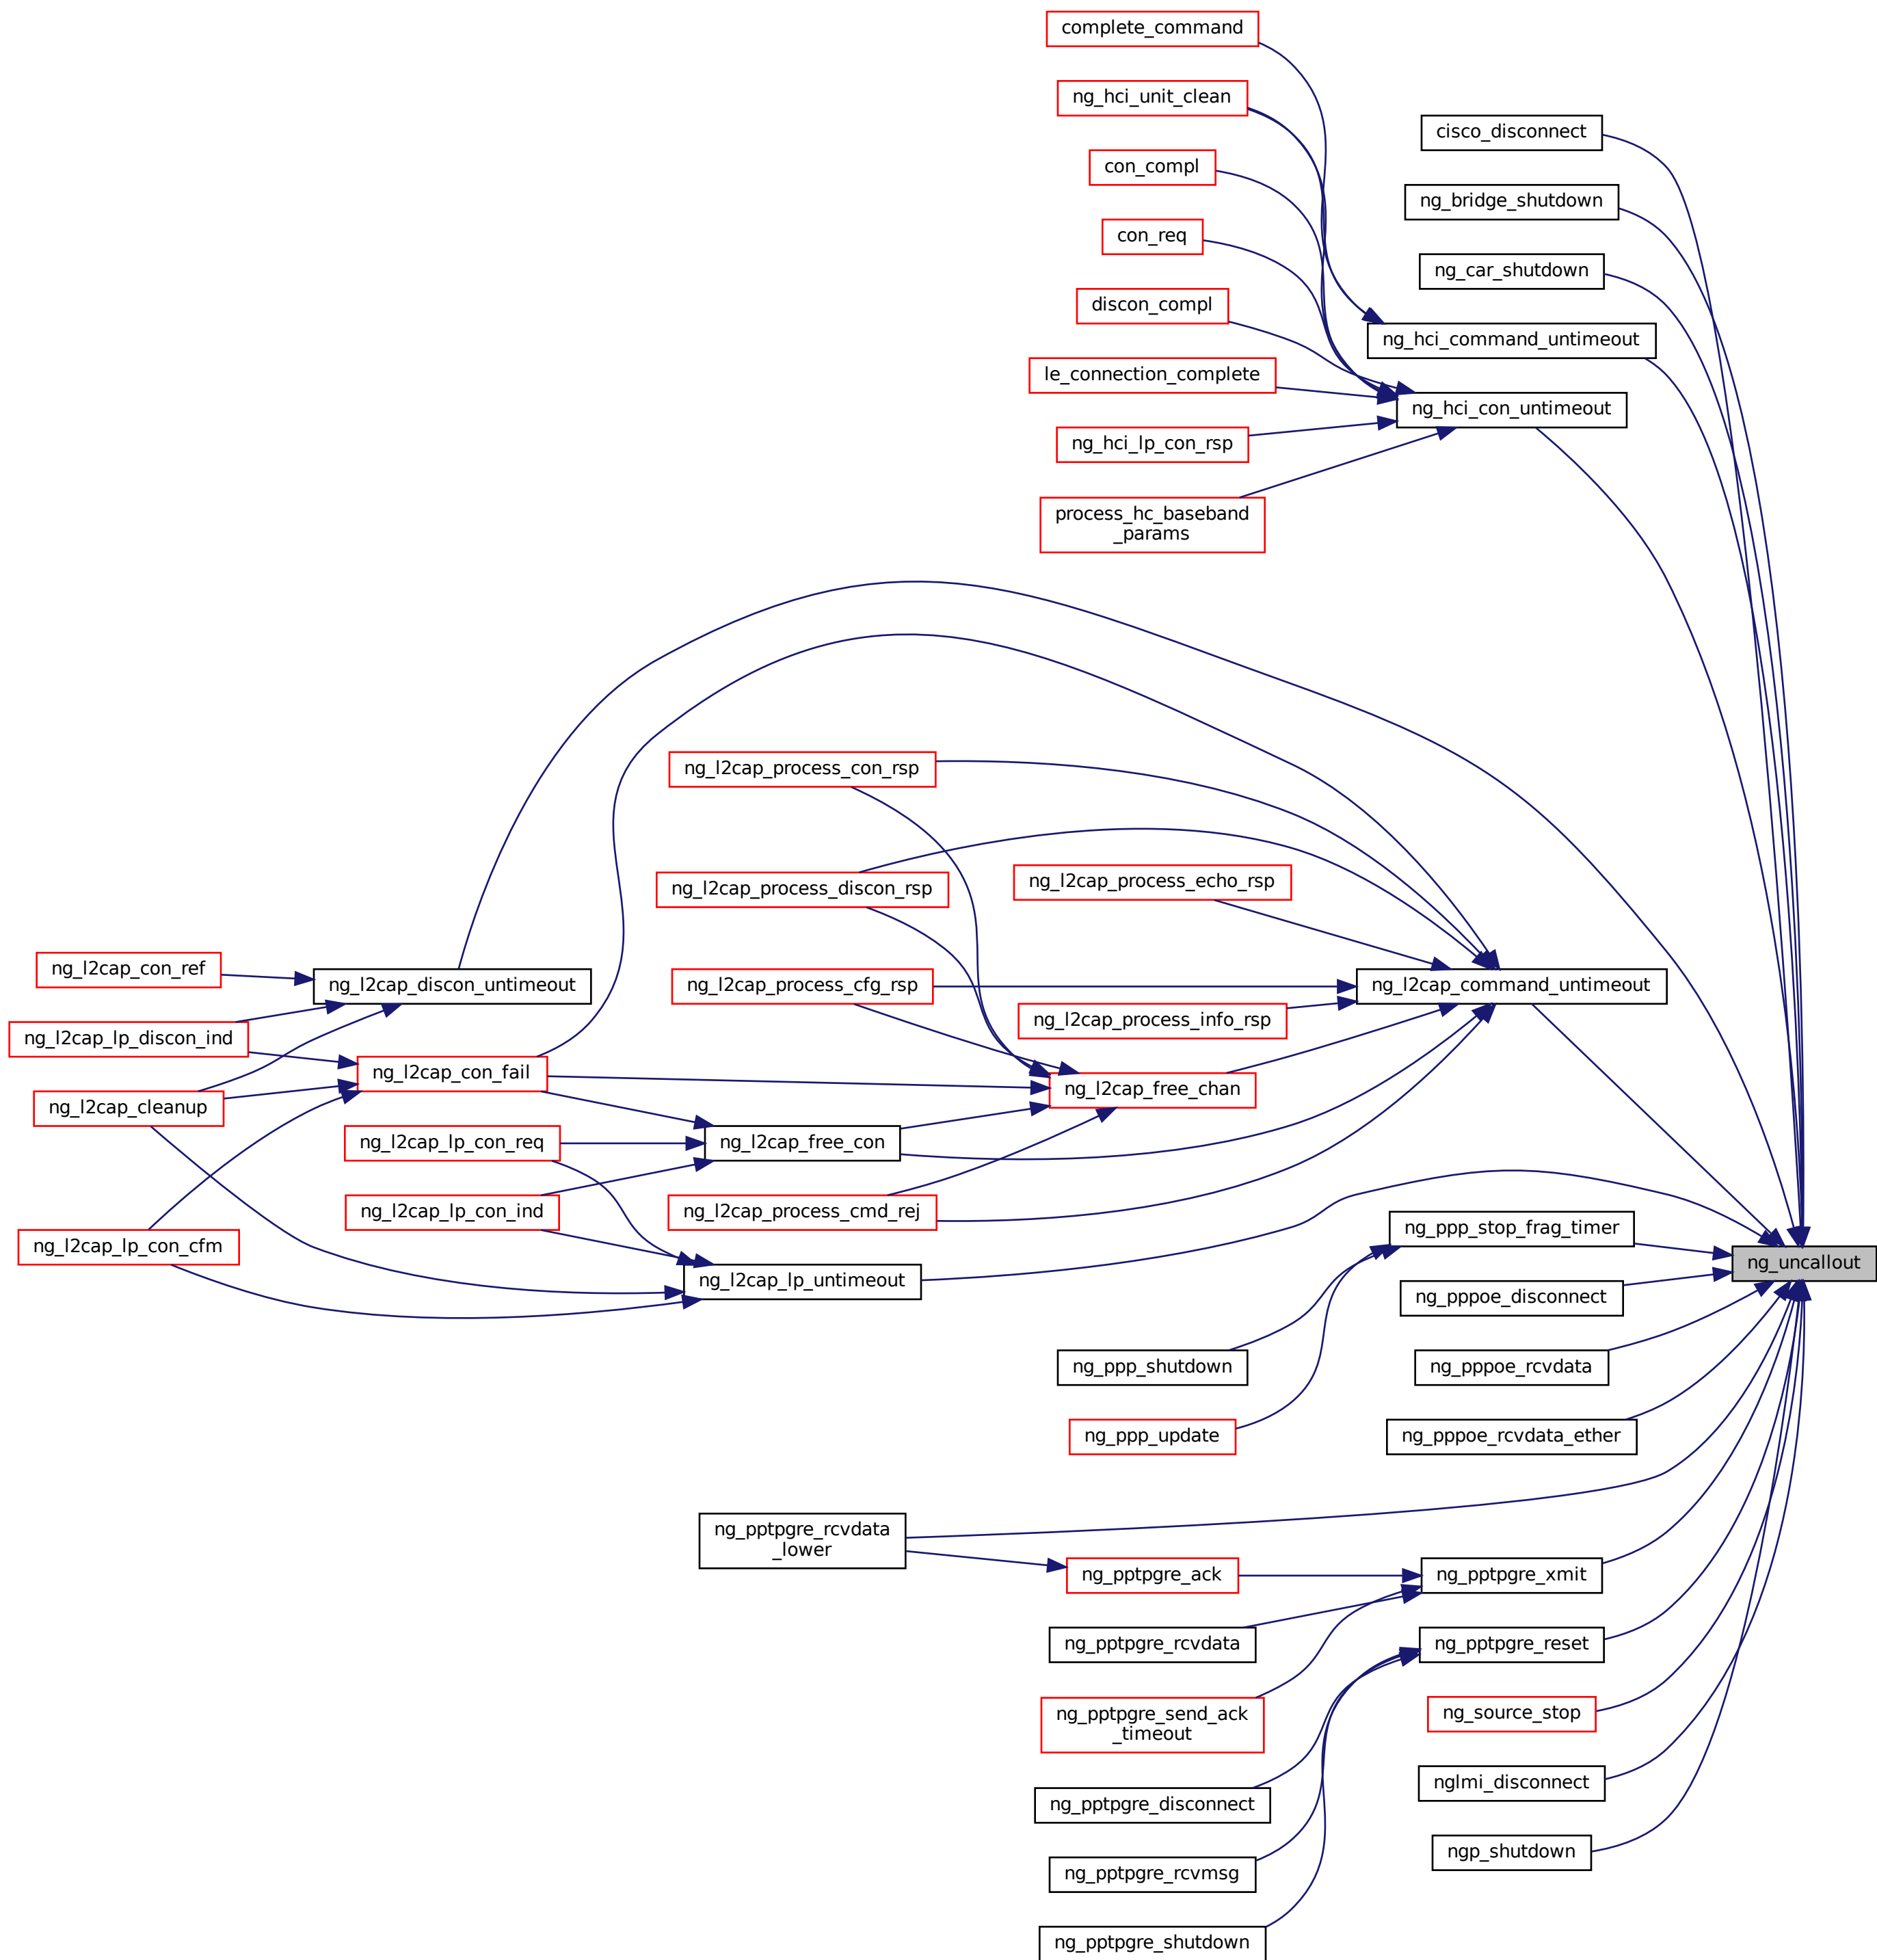 complete_command
ng_hci_unit_clean
cisco_disconnect
con_compl
ng_bridge_shutdown
con_req
ng_car_shutdown
discon_compl
ng_hci_command_untimeout
le_connection_complete
ng_hci_con_untimeout
ng_hci_lp_con_rsp
process_hc_baseband
_params
ng_l2cap_process_con_rsp
ng_l2cap_process_echo_rsp
ng_l2cap_process_discon_rsp
ng_l2cap_con_ref
ng_l2cap_discon_untimeout
ng_l2cap_process_cfg_rsp
ng_l2cap_command_untimeout
ng_l2cap_process_info_rsp
ng_l2cap_lp_discon_ind
ng_l2cap_con_fail
ng_l2cap_free_chan
ng_l2cap_cleanup
ng_l2cap_lp_con_req
ng_l2cap_free_con
ng_l2cap_lp_con_ind
ng_l2cap_process_cmd_rej
ng_ppp_stop_frag_timer
ng_l2cap_lp_con_cfm
ng_uncallout
ng_l2cap_lp_untimeout
ng_pppoe_disconnect
ng_ppp_shutdown
ng_pppoe_rcvdata
ng_ppp_update
ng_pppoe_rcvdata_ether
ng_pptpgre_rcvdata
_lower
ng_pptpgre_ack
ng_pptpgre_xmit
ng_pptpgre_rcvdata
ng_pptpgre_reset
ng_pptpgre_send_ack
_timeout
ng_source_stop
ng_pptpgre_disconnect
nglmi_disconnect
ng_pptpgre_rcvmsg
ngp_shutdown
ng_pptpgre_shutdown